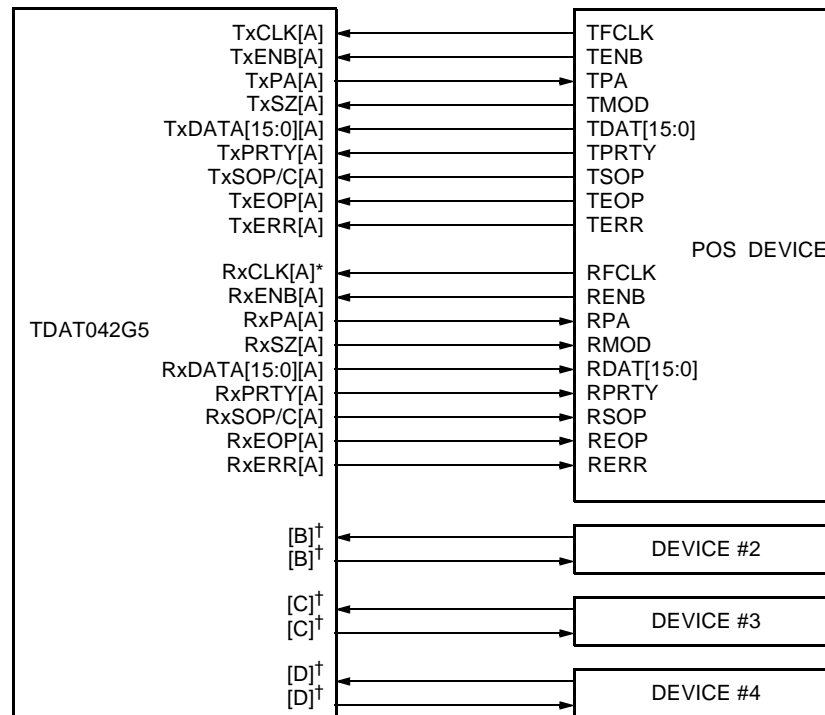 TxCLK[A] TFCLK
TxENB[A] TENB
TxPA[A] TPA
TxSZ[A] TMOD
TxDATA[15:0][A] TDAT[15:0]
TxPRTY[A] TPRTY
TxSOP/C[A] TSOP
TxEOP[A] TEOP
TxERR[A] TERR
POS DEVICE
RxCLK[A]* RFCLK
RxENB[A] RENB
TDAT042G5
RxPA[A] RPA
RxSZ[A] RMOD
RxDATA[15:0][A] RDAT[15:0]
RxPRTY[A] RPRTY
RxSOP/C[A] RSOP
RxEOP[A] REOP
RxERR[A] RERR
[B]†
[B]†
DEVICE #2
[C]†
[C]†
DEVICE #3
[D]†
[D]†
DEVICE #4